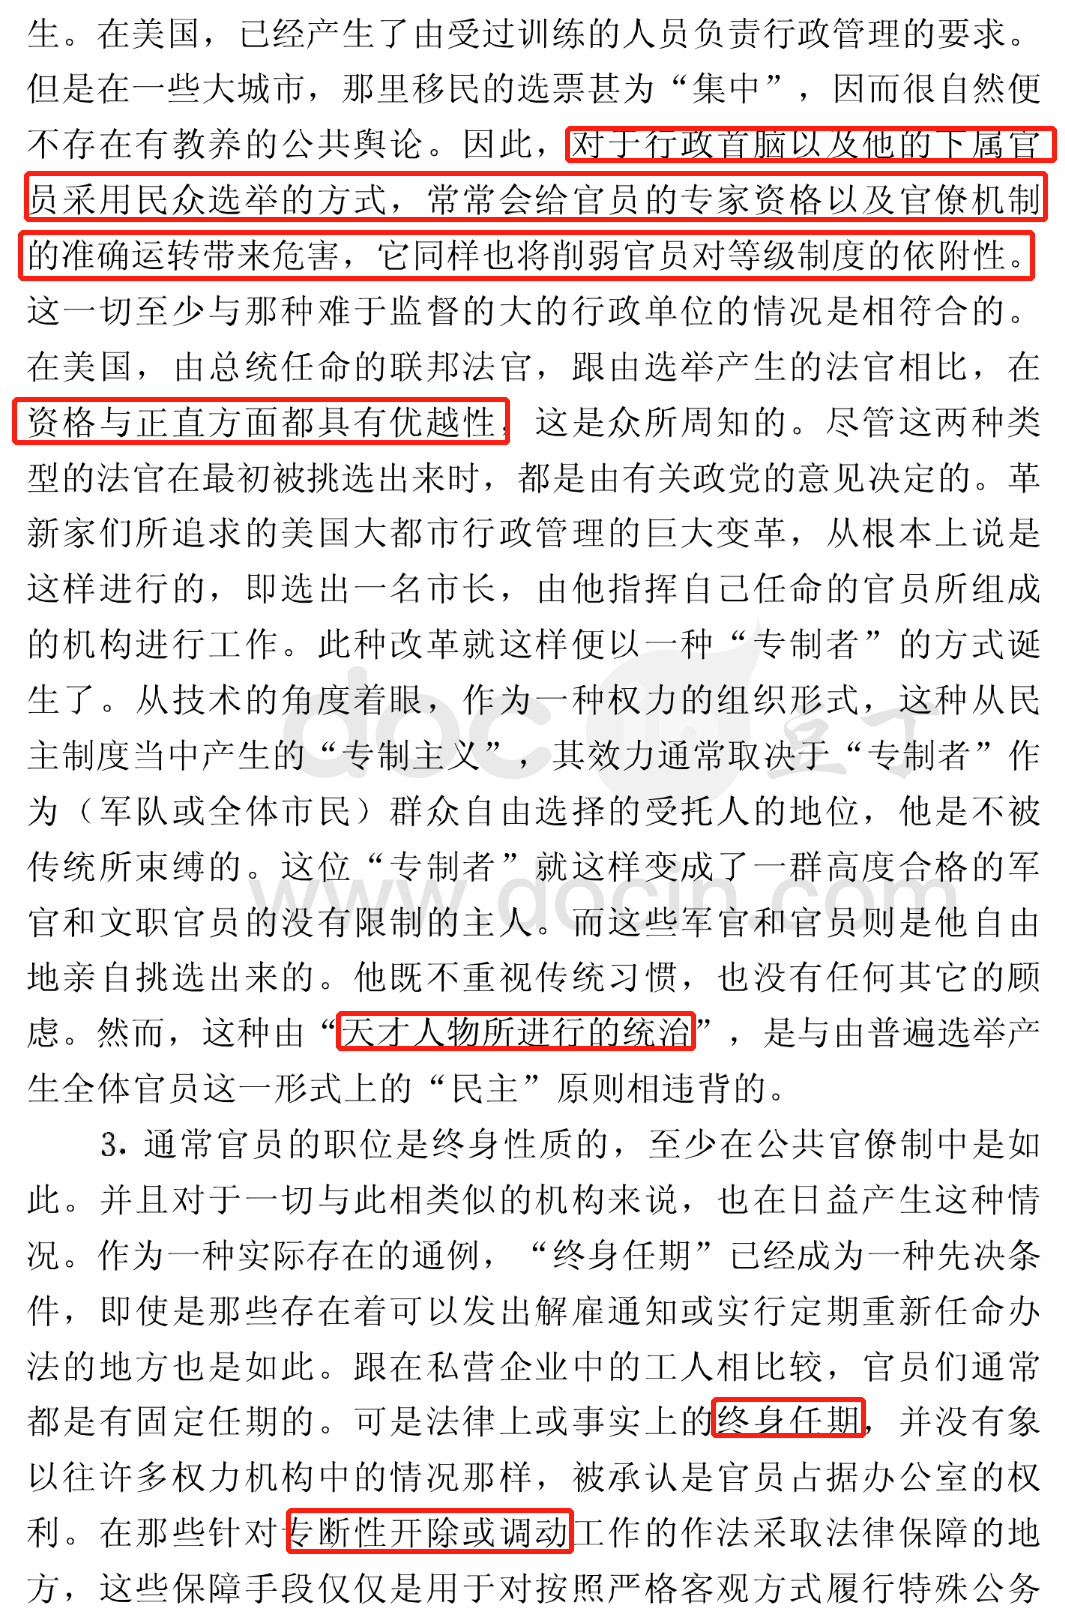 生。在美国，已经产生了由受过训练的人员负责行政管理的要求。
但是在一些大城市，那里移民的选票甚为“集中”，因而很自然便
不存在有教养的公共舆论。因此，对于行政首脑以及他的下属官
员采用民众选举的方式，常常会给官员的专家资格以及官僚机制
的准确运转带来危害，它同样也将削弱官员对等级制度的依附性。
这一切至少与那种难于监督的大的行政单位的情况是相符合的。
在美国，由总统任命的联邦法官，跟由选举产生的法官相比，在
资格与正直方面都具有优越性，这是众所周知的。尽管这两种类
型的法官在最初被挑选出来时，都是由有关政党的意见决定的。革
新家们所追求的美国大都市行政管理的巨大变革，从根本上说是
这样进行的，即选出一名市长，由他指挥自己任命的官员所组成
的机构进行工作。此种改革就这样便以一种“专制者”的方式诞
生了。从技术的角度着眼，作为一种权力的组织形式，这种从民
主制度当中产生的“专制主义”，其效力通常取决于“专制者”作
为（军队或全体市民）群众自由选择的受托人的地位，他是不被
传统所束缚的。这位“专制者”就这样变成了一群高度合格的军
官和文职官员的没有限制的主人。而这些军官和官员则是他自由
地亲自挑选出来的。他既不重视传统习惯，也没有任何其它的顾
虑。然而，这种由“天才人物所进行的统治”，是与由普遍选举产
生全体官员这一形式上的“民主”原则相违背的。
3. 通常官员的职位是终身性质的，至少在公共官僚制中是如
此。并且对于一切与此相类似的机构来说，也在日益产生这种情
况。作为一种实际存在的通例，“终身任期”已经成为一种先决条
件，即使是那些存在着可以发出解雇通知或实行定期重新任命办
法的地方也是如此。跟在私营企业中的工人相比较，官员们通常
都是有固定任期的。可是法律上或事实上的终身任期，并没有象
以往许多权力机构中的情况那样，被承认是官员占据办公室的权
利。在那些针对专断性开除或调动工作的作法采取法律保障的地
方，这些保障手段仅仅是用于对按照严格客观方式履行特殊公务
docin 豆丁
www.docin.com